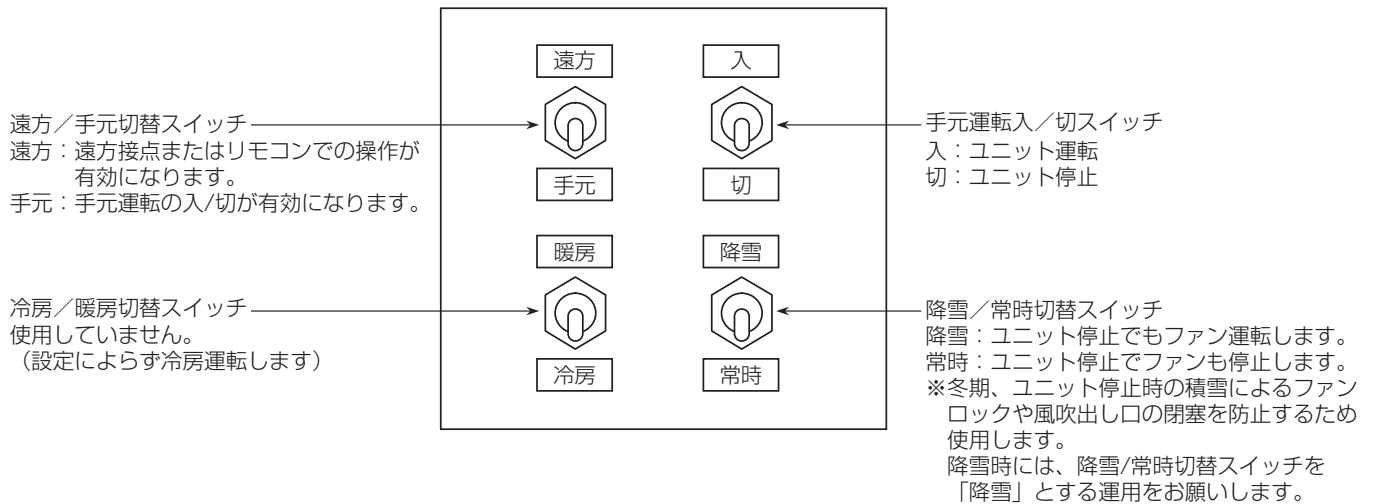 遠方
入
手元
切
暖房
降雪
冷房
常時
遠方／手元切替スイッチ
遠方：遠方接点またはリモコンでの操作が
有効になります。
手元：手元運転の入/切が有効になります。
冷房／暖房切替スイッチ
使用していません。
（設定によらず冷房運転します）
手元運転入／切スイッチ
入：ユニット運転
切：ユニット停止
降雪／常時切替スイッチ
降雪：ユニット停止でもファン運転します。
常時：ユニット停止でファンも停止します。
※冬期、ユニット停止時の積雪によるファン
ロックや風吹出し口の閉塞を防止するため
使用します。
降雪時には、降雪/常時切替スイッチを
「降雪」とする運用をお願いします。